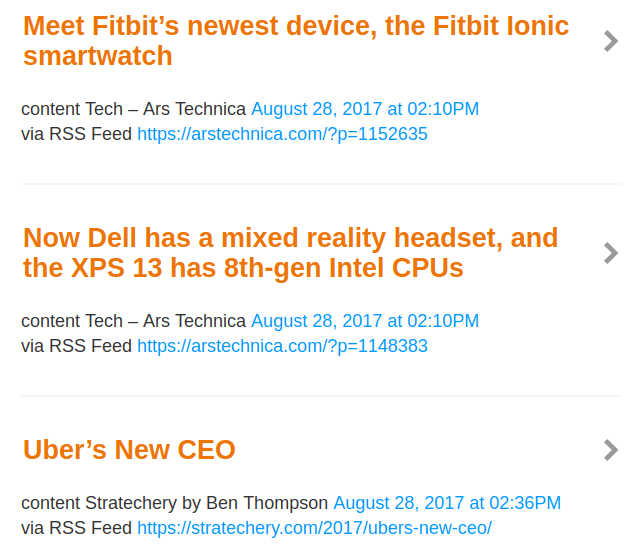 Meet Fitbit’s newest device, the Fitbit Ionic
smartwatch
content Tech – Ars Technica August 28, 2017 at 02:10PM
via RSS Feed https://arstechnica.com/?p=1152635
Now Dell has a mixed reality headset, and
the XPS 13 has 8th-gen Intel CPUs
content Tech – Ars Technica August 28, 2017 at 02:10PM
via RSS Feed https://arstechnica.com/?p=1148383
Uber’s New CEO
content Stratechery by Ben Thompson August 28, 2017 at 02:36PM
via RSS Feed https://stratechery.com/2017/ubers-new-ceo/